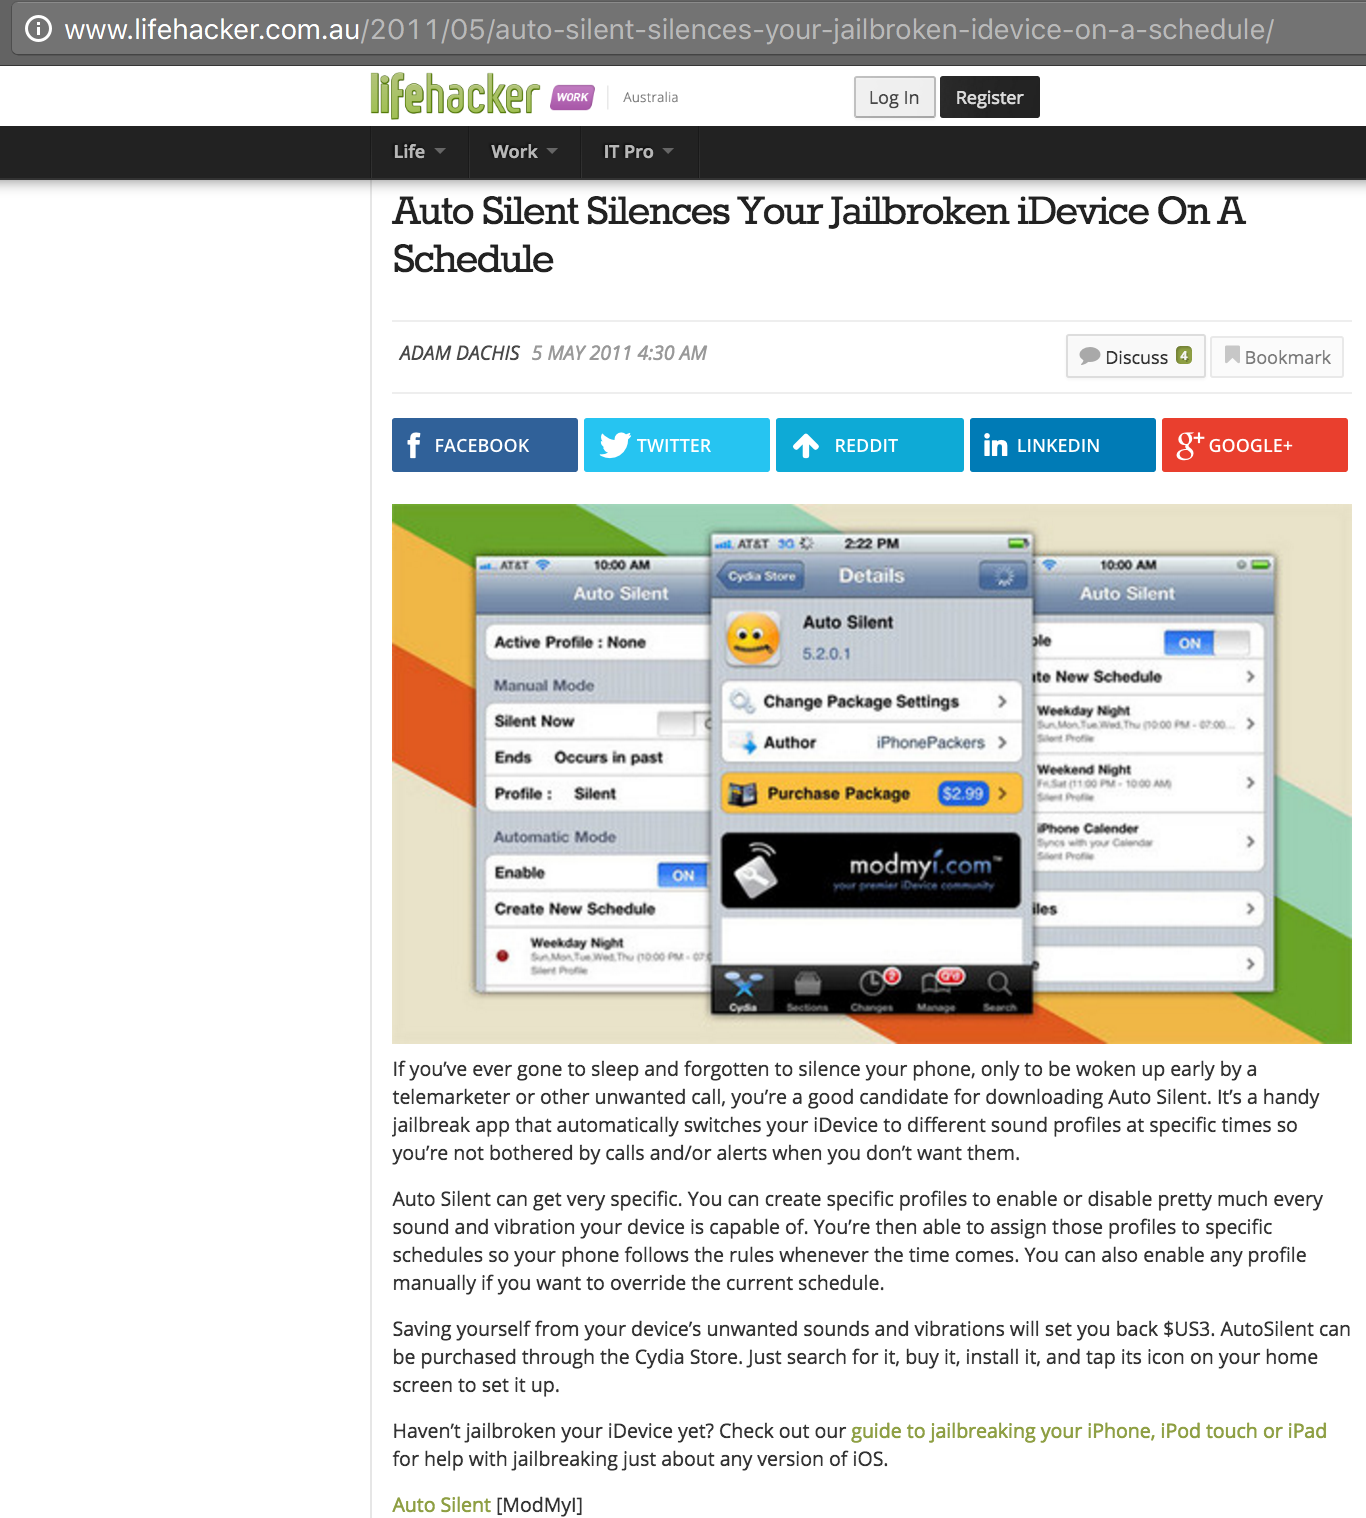 www.lifehacker.com.au/2011/05/auto-silent-silences-your-jailbroken-idevice-on-a-schedule/
lifehacker WORK Australia
Log In Register
Life Work IT Pro
Auto Silent Silences Your Jailbroken iDevice On A
Schedule
ADAM DACHIS 5 MAY 2011 4:30 AM
Discuss 4 Bookmark
FACEBOOK TWITTER REDDIT LINKEDIN GOOGLE+
AT&T 10:00 AM
Auto Silent
Active Profile : None
Manual Mode
Silent Now
Ends Occurs in past
Profile : Silent
Automatic Mode
Enable ON
Create New Schedule
Weekday Night
Sun,Mon,Tue,Wed,Thu (10:00 PM - 07:0
Silent Profile
AT&T 3G 2:22 PM
Cydia Store Details
Auto Silent
5.2.0.1
Change Package Settings
Author iPhonePackers
Purchase Package $2.99
modmyi.com™
your premier iDevice community
Cydia Sections Changes 2 Manage Search
10:00 AM
Auto Silent
ble ON
te New Schedule
Weekday Night
Sun,Mon,Tue,Wed,Thu (10:00 PM - 07:00...
Silent Profile
Weekend Night
Fri,Sat (11:00 PM - 10:00 AM)
Silent Profile
iPhone Calender
Syncs with your Calendar
Silent Profile
iles
e
If you’ve ever gone to sleep and forgotten to silence your phone, only to be woken up early by a
telemarketer or other unwanted call, you’re a good candidate for downloading Auto Silent. It’s a handy
jailbreak app that automatically switches your iDevice to different sound profiles at specific times so
you’re not bothered by calls and/or alerts when you don’t want them.
Auto Silent can get very specific. You can create specific profiles to enable or disable pretty much every
sound and vibration your device is capable of. You’re then able to assign those profiles to specific
schedules so your phone follows the rules whenever the time comes. You can also enable any profile
manually if you want to override the current schedule.
Saving yourself from your device’s unwanted sounds and vibrations will set you back $US3. AutoSilent can
be purchased through the Cydia Store. Just search for it, buy it, install it, and tap its icon on your home
screen to set it up.
Haven’t jailbroken your iDevice yet? Check out our guide to jailbreaking your iPhone, iPod touch or iPad
for help with jailbreaking just about any version of iOS.
Auto Silent [ModMyI]